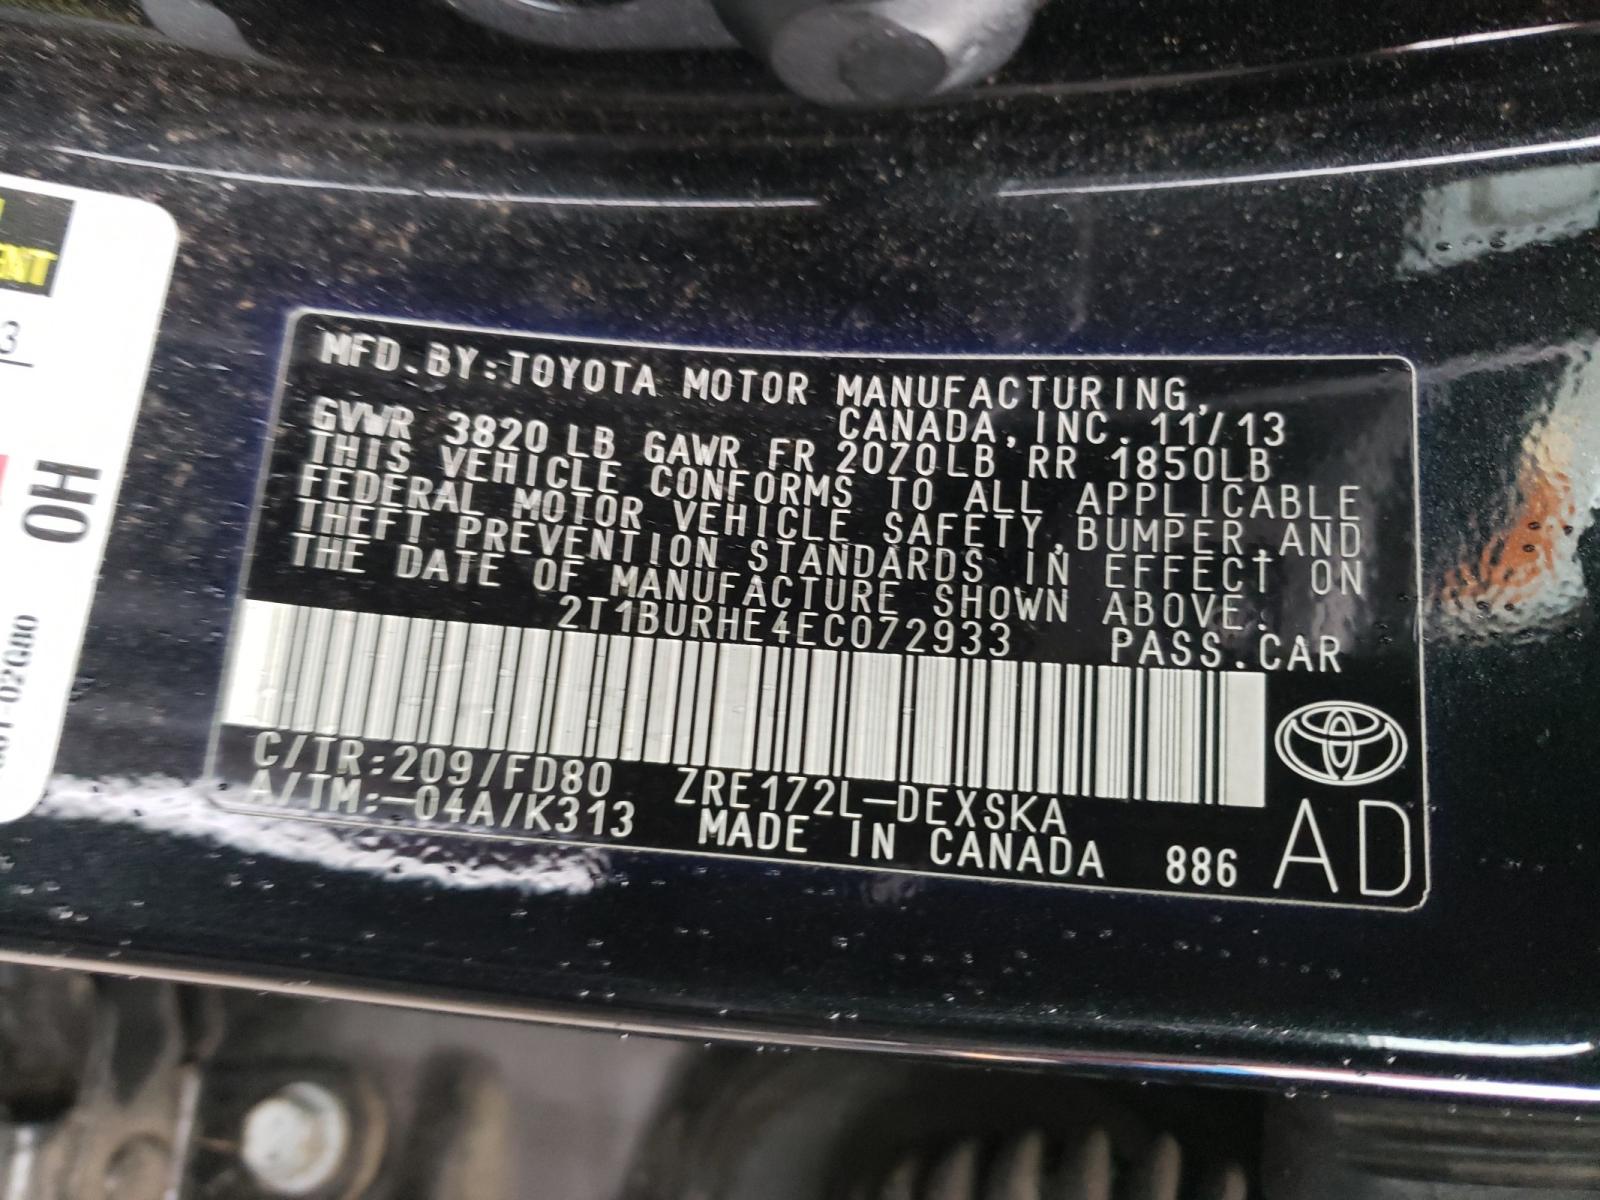 MFD.BY:TOYOTA MOTOR MANUFACTURING,
CANADA, INC. 11/13
GVWR 3820 LB GAWR FR 2070LB RR 1850LB
THIS VEHICLE CONFORMS TO ALL APPLICABLE
FEDERAL MOTOR VEHICLE SAFETY,BUMPER,AND
THEFT PREVENTION STANDARDS IN EFFECT ON
THE DATE OF MANUFACTURE SHOWN ABOVE.
2T1BURHE4EC072933 PASS.CAR
C/TR:209/FD80 ZRE172L-DEXSKA
A/TM:-04A/K313 MADE IN CANADA 886 AD
3
OH